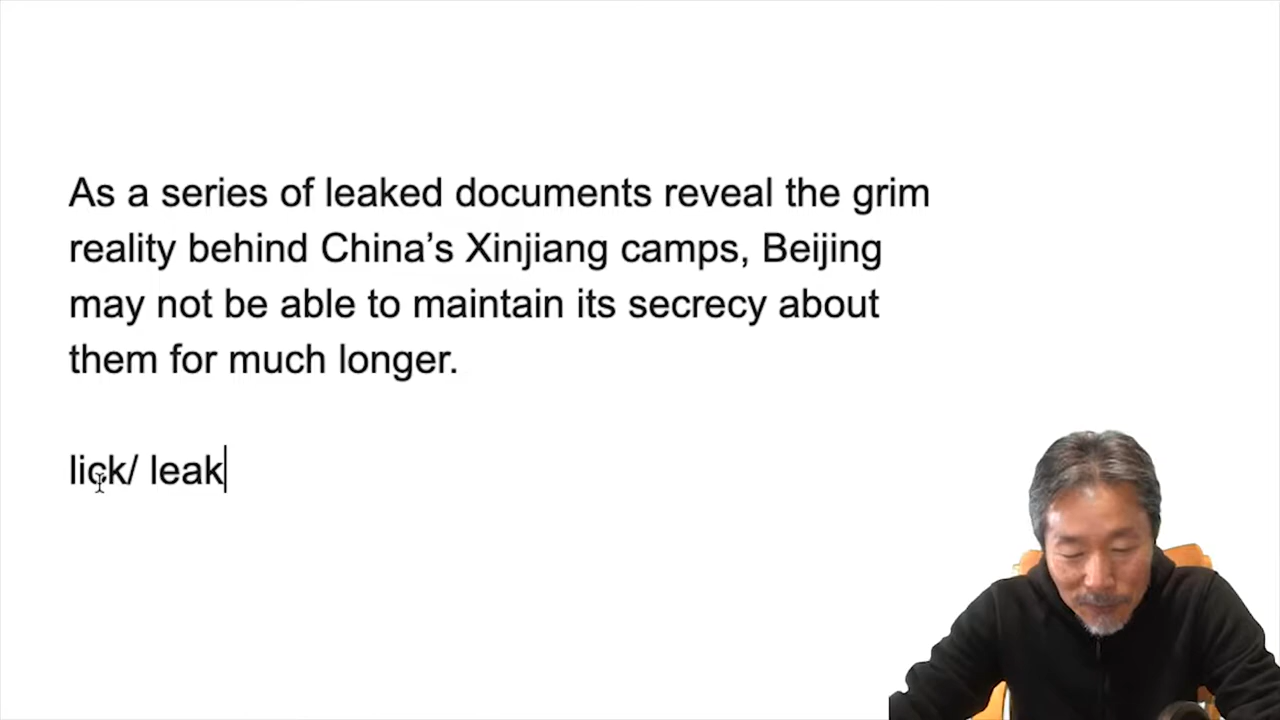 As a series of leaked documents reveal the grim
reality behind China’s Xinjiang camps, Beijing
may not be able to maintain its secrecy about
them for much longer.
lick/ leak